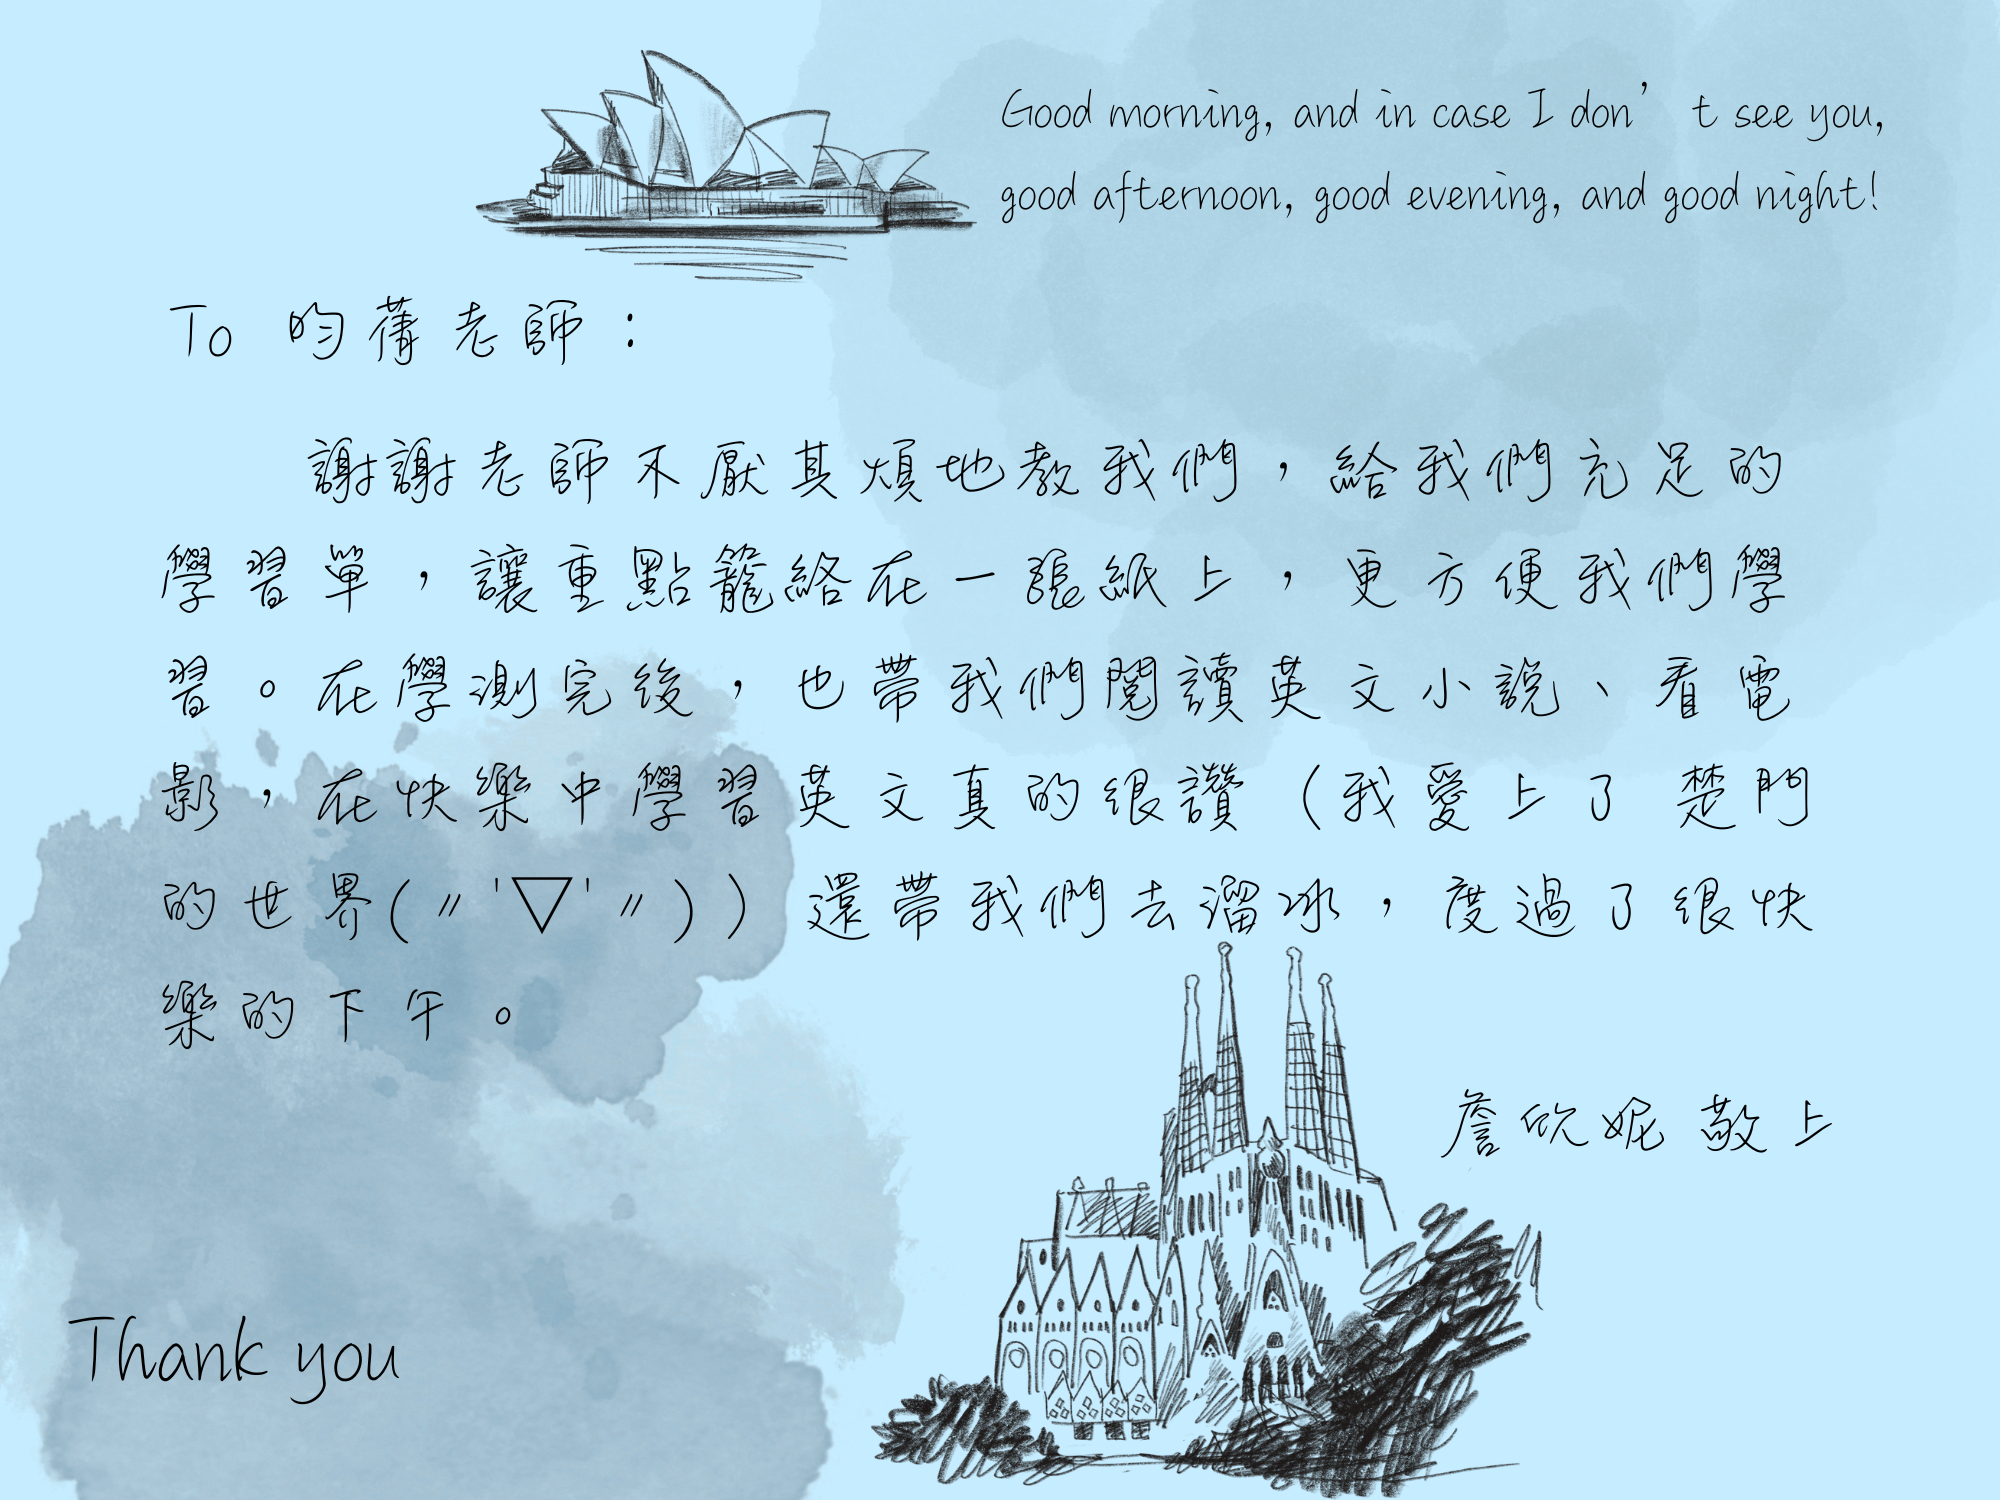 Good morning, and in case I don't see you,
good afternoon, good evening, and good night!
To 昀蒨老師：
謝謝老師不厭其煩地教我們，給我們充足的
學習單，讓重點籠絡在一張紙上，更方便我們學
習。在學測完後，也帶我們閱讀英文小說、看電
影，在快樂中學習英文真的很讚（我愛上了 楚門
的世界(〃'▽'〃)）還帶我們去溜冰，度過了很快
樂的下午。
詹欣妮 敬上
Thank you